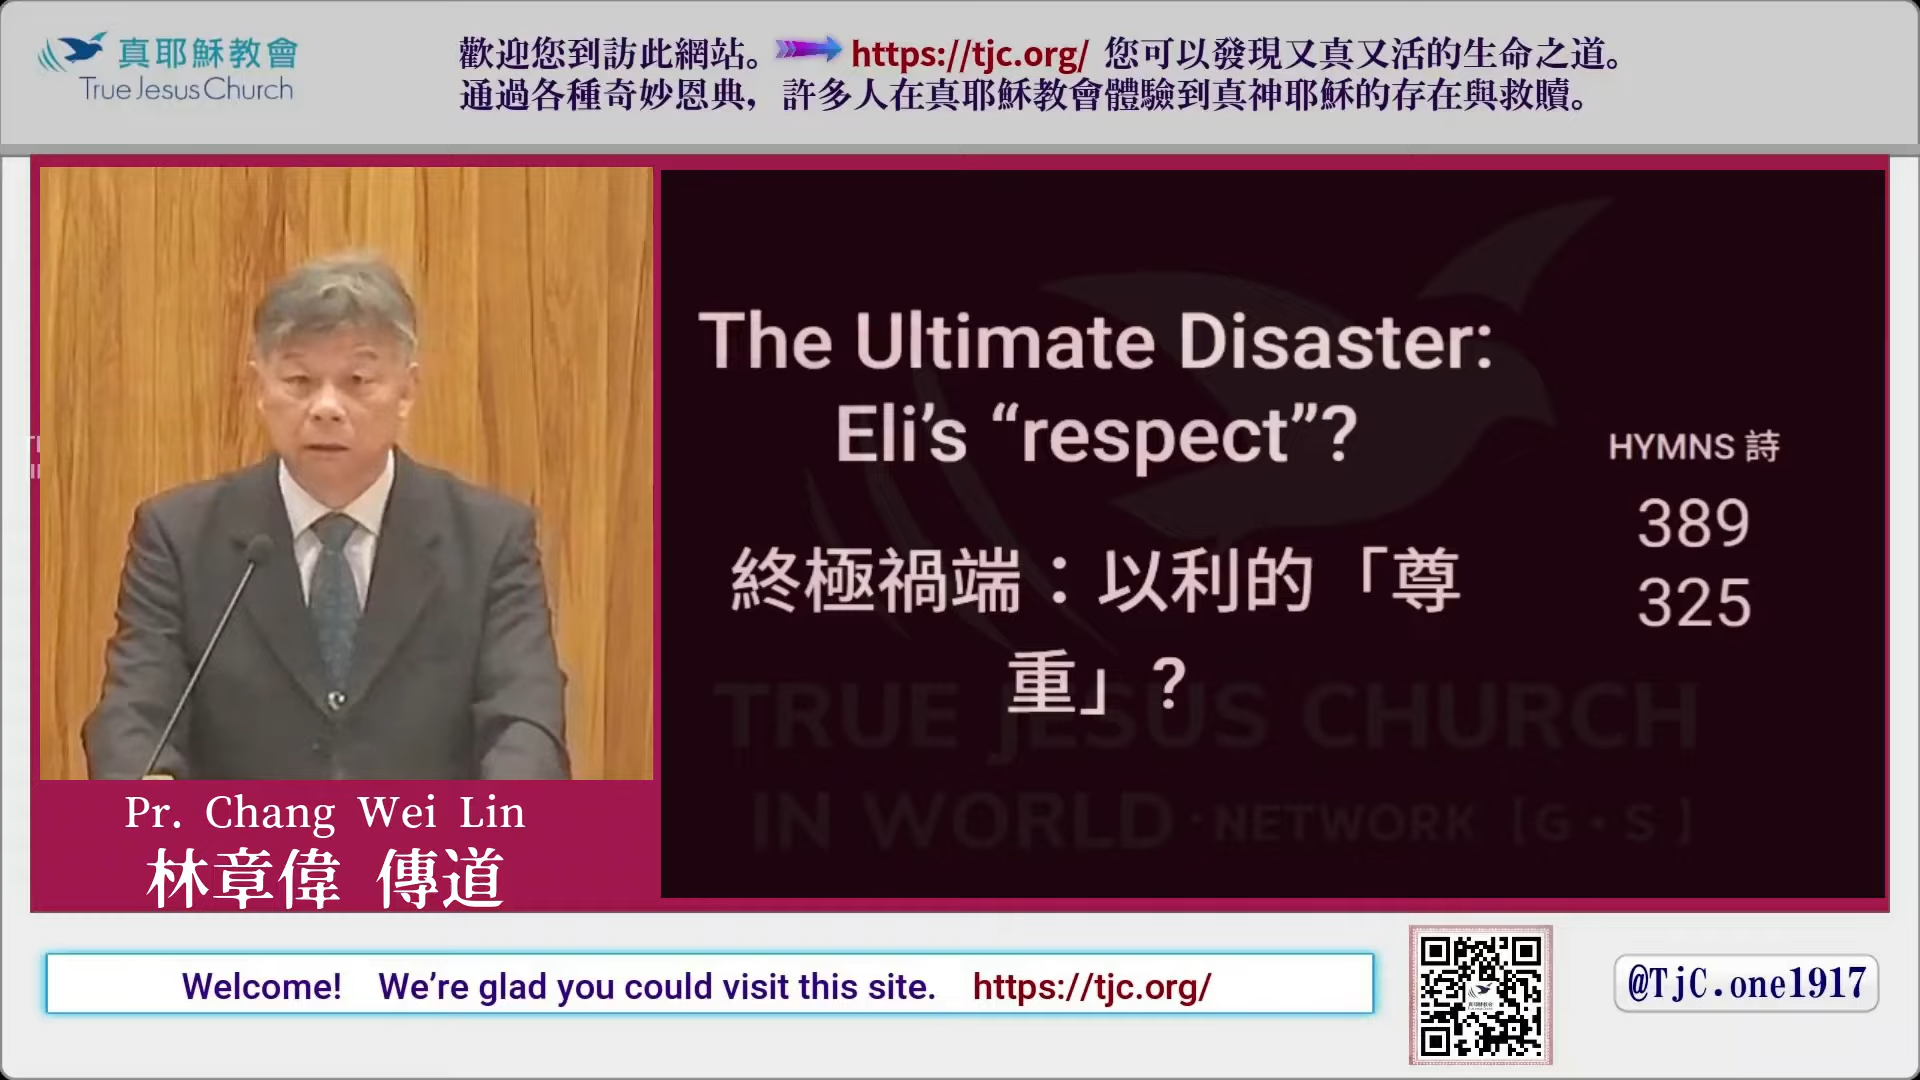 真耶穌教會
True Jesus Church
歡迎您到訪此網站。 https://tjc.org/ 您可以發現又真又活的生命之道。
通過各種奇妙恩典，許多人在真耶穌教會體驗到真神耶穌的存在與救贖。
The Ultimate Disaster:
Eli’s “respect”?
終極禍端：以利的「尊
重」？
HYMNS 詩
389
325
TRUE JESUS CHURCH
IN WORLD·NETWORK [G·S]
Pr. Chang Wei Lin
林章偉 傳道
Welcome! We’re glad you could visit this site. https://tjc.org/
@TjC.one1917